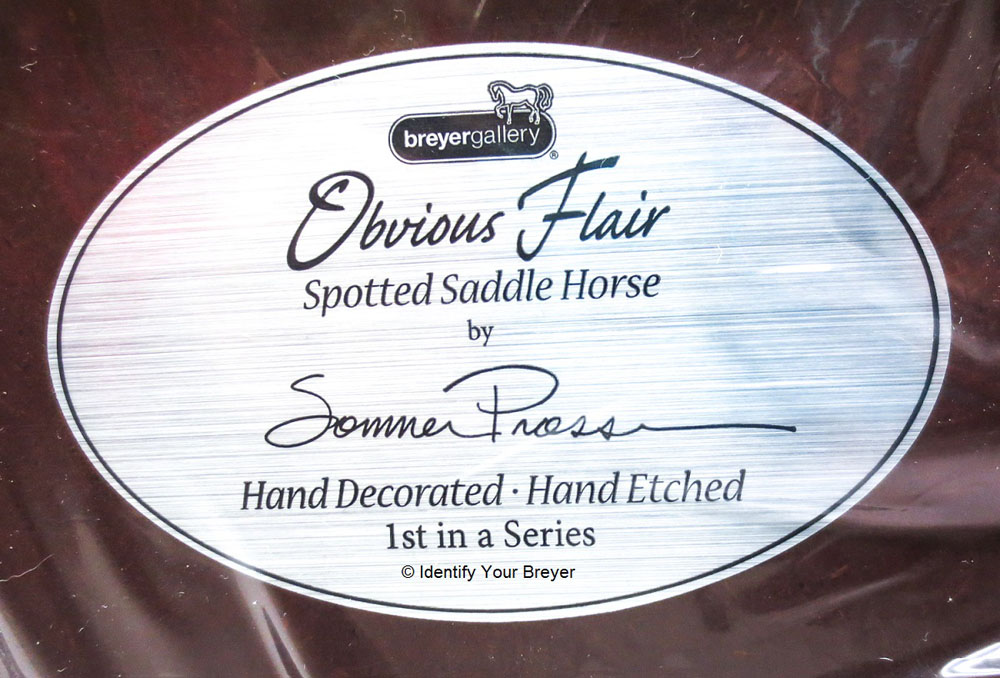 breyergallery®
Obvious Flair
Spotted Saddle Horse
by
Sommer Prosser
Hand Decorated · Hand Etched
1st in a Series
© Identify Your Breyer